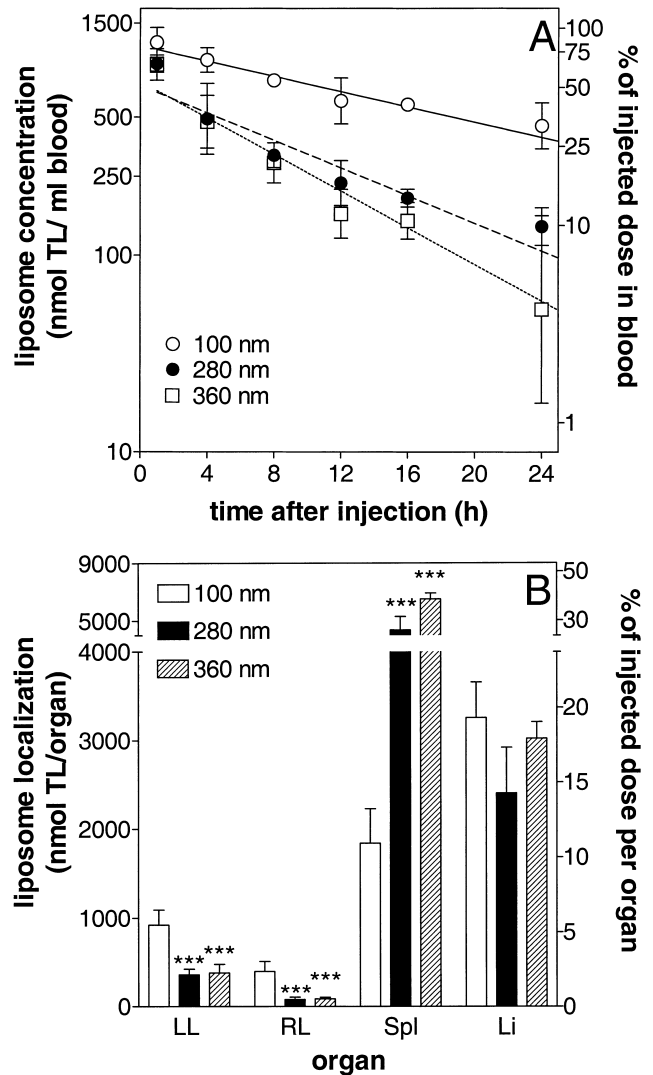 A
liposome concentration
(nmol TL/ ml blood)
1500
500
250
100
10
100
75
50
25
10
1
% of injected dose in blood
100 nm
280 nm
360 nm
0 4 8 12 16 20 24
time after injection (h)
B
liposome localization
(nmol TL/organ)
9000
5000
4000
3000
2000
1000
0
50
30
20
15
10
5
0
% of injected dose per organ
100 nm
280 nm
360 nm
*** ***
*** ***
*** ***
LL RL Spl Li
organ